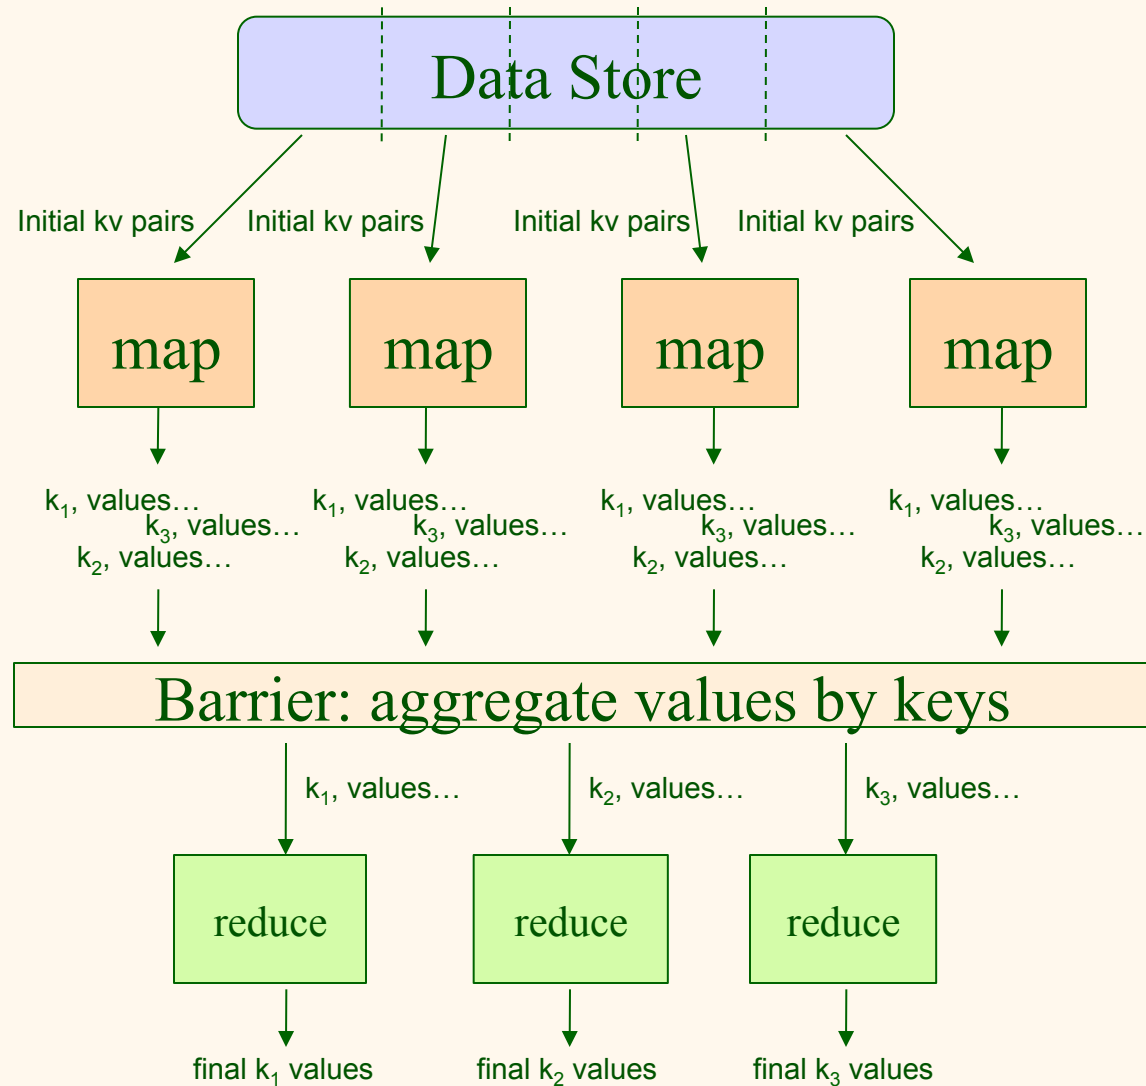 Data Store
Initial kv pairs Initial kv pairs Initial kv pairs Initial kv pairs
map map map map
k₁, values… k₁, values… k₁, values… k₁, values…
k₃, values… k₃, values… k₃, values… k₃, values…
k₂, values… k₂, values… k₂, values… k₂, values…
Barrier: aggregate values by keys
k₁, values… k₂, values… k₃, values…
reduce reduce reduce
final k₁ values final k₂ values final k₃ values